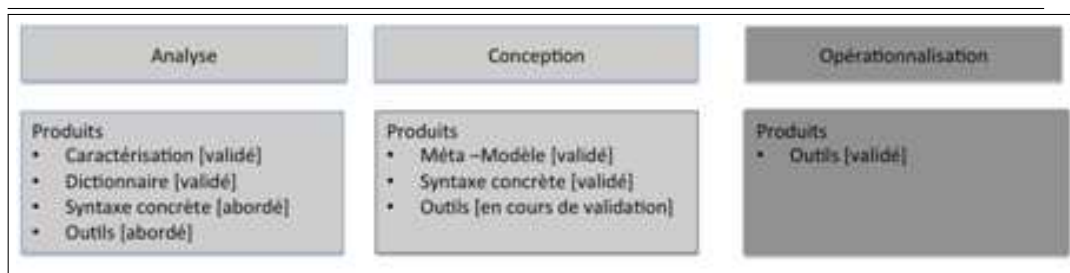 Analyse
Conception
Opérationnalisation
Produits
• Caractérisation [validé]
• Dictionnaire [validé]
• Syntaxe concrète [abordé]
• Outils [abordé]
Produits
• Méta –Modèle [validé]
• Syntaxe concrète [validé]
• Outils [en cours de validation]
Produits
• Outils [validé]